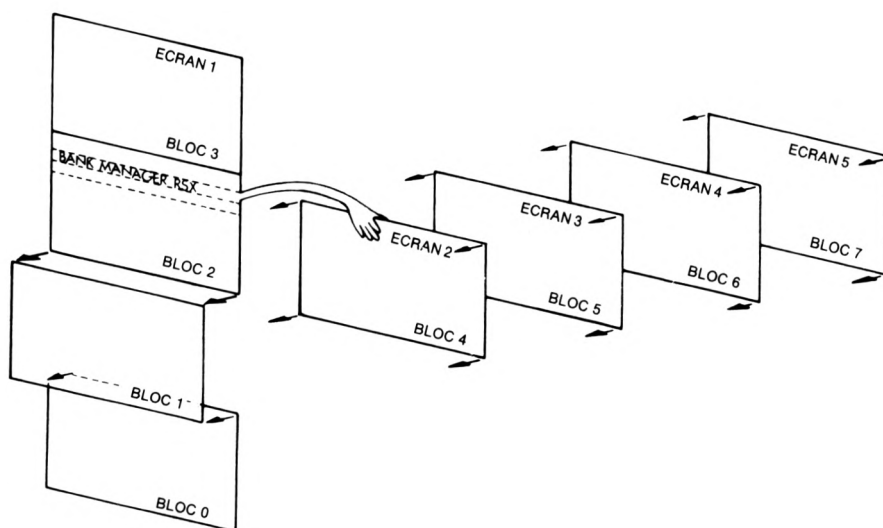 ECRAN 1
BLOC 3
BANK MANAGER RSX
BLOC 2
BLOC 1
BLOC 0
ECRAN 2
BLOC 4
ECRAN 3
BLOC 5
ECRAN 4
BLOC 6
ECRAN 5
BLOC 7